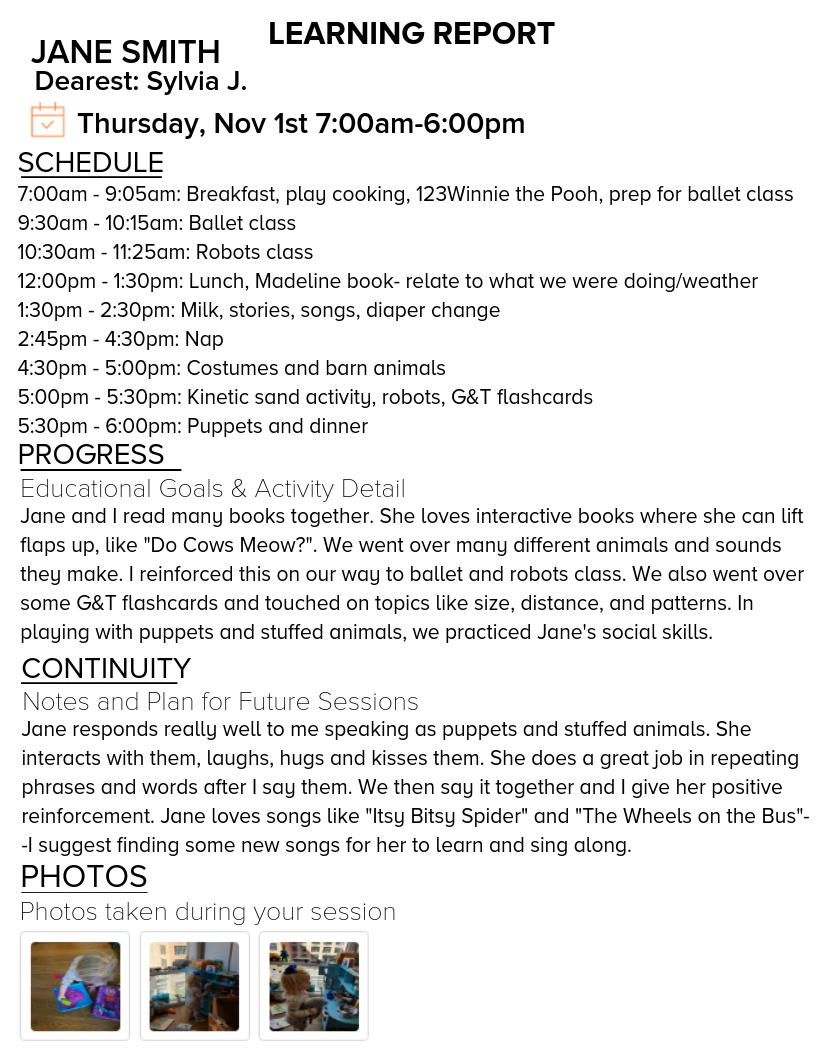 LEARNING REPORT
JANE SMITH
Dearest: Sylvia J.
Thursday, Nov 1st 7:00am-6:00pm
SCHEDULE
7:00am - 9:05am: Breakfast, play cooking, 123Winnie the Pooh, prep for ballet class
9:30am - 10:15am: Ballet class
10:30am - 11:25am: Robots class
12:00pm - 1:30pm: Lunch, Madeline book- relate to what we were doing/weather
1:30pm - 2:30pm: Milk, stories, songs, diaper change
2:45pm - 4:30pm: Nap
4:30pm - 5:00pm: Costumes and barn animals
5:00pm - 5:30pm: Kinetic sand activity, robots, G&T flashcards
5:30pm - 6:00pm: Puppets and dinner
PROGRESS
Educational Goals & Activity Detail
Jane and I read many books together. She loves interactive books where she can lift
flaps up, like "Do Cows Meow?". We went over many different animals and sounds
they make. I reinforced this on our way to ballet and robots class. We also went over
some G&T flashcards and touched on topics like size, distance, and patterns. In
playing with puppets and stuffed animals, we practiced Jane's social skills.
CONTINUITY
Notes and Plan for Future Sessions
Jane responds really well to me speaking as puppets and stuffed animals. She
interacts with them, laughs, hugs and kisses them. She does a great job in repeating
phrases and words after I say them. We then say it together and I give her positive
reinforcement. Jane loves songs like "Itsy Bitsy Spider" and "The Wheels on the Bus"-
-I suggest finding some new songs for her to learn and sing along.
PHOTOS
Photos taken during your session